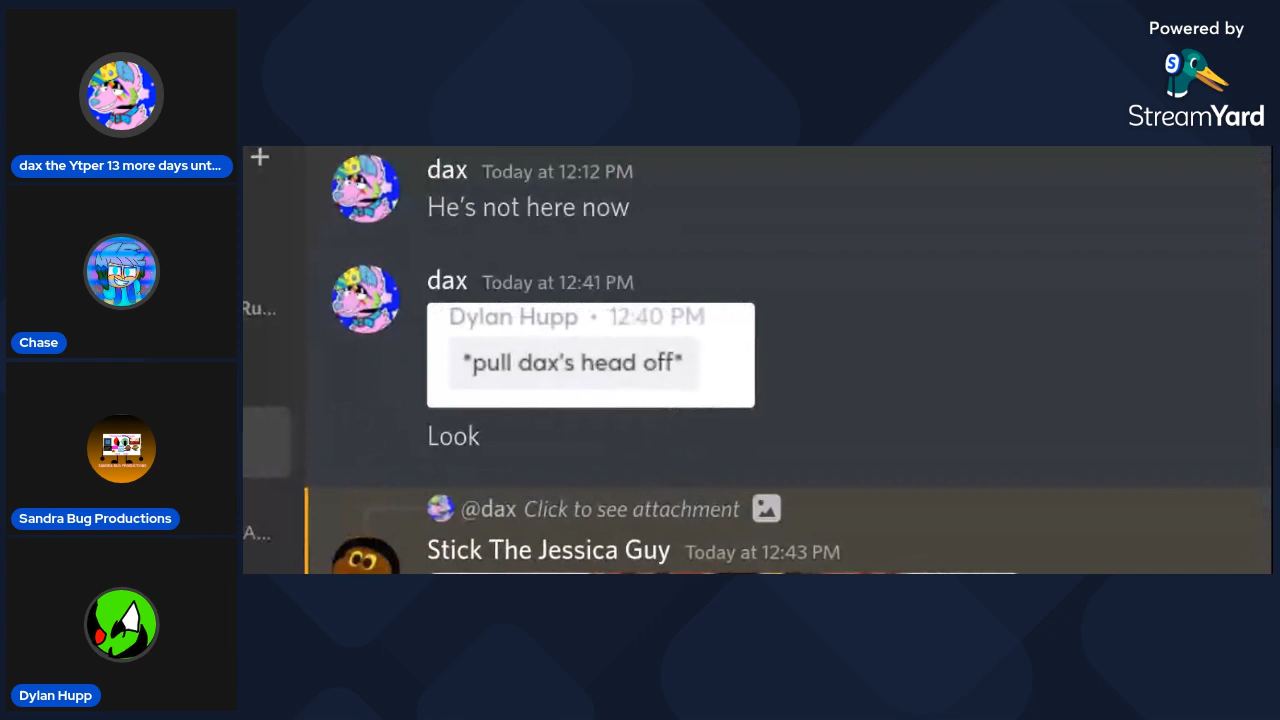 Powered by
StreamYard
dax the Ytper 13 more days unt...
Chase
Sandra Bug Productions
Dylan Hupp
Ru...
A...
dax Today at 12:12 PM
He's not here now
dax Today at 12:41 PM
Dylan Hupp • 12:40 PM
*pull dax's head off*
Look
@dax Click to see attachment
Stick The Jessica Guy Today at 12:43 PM